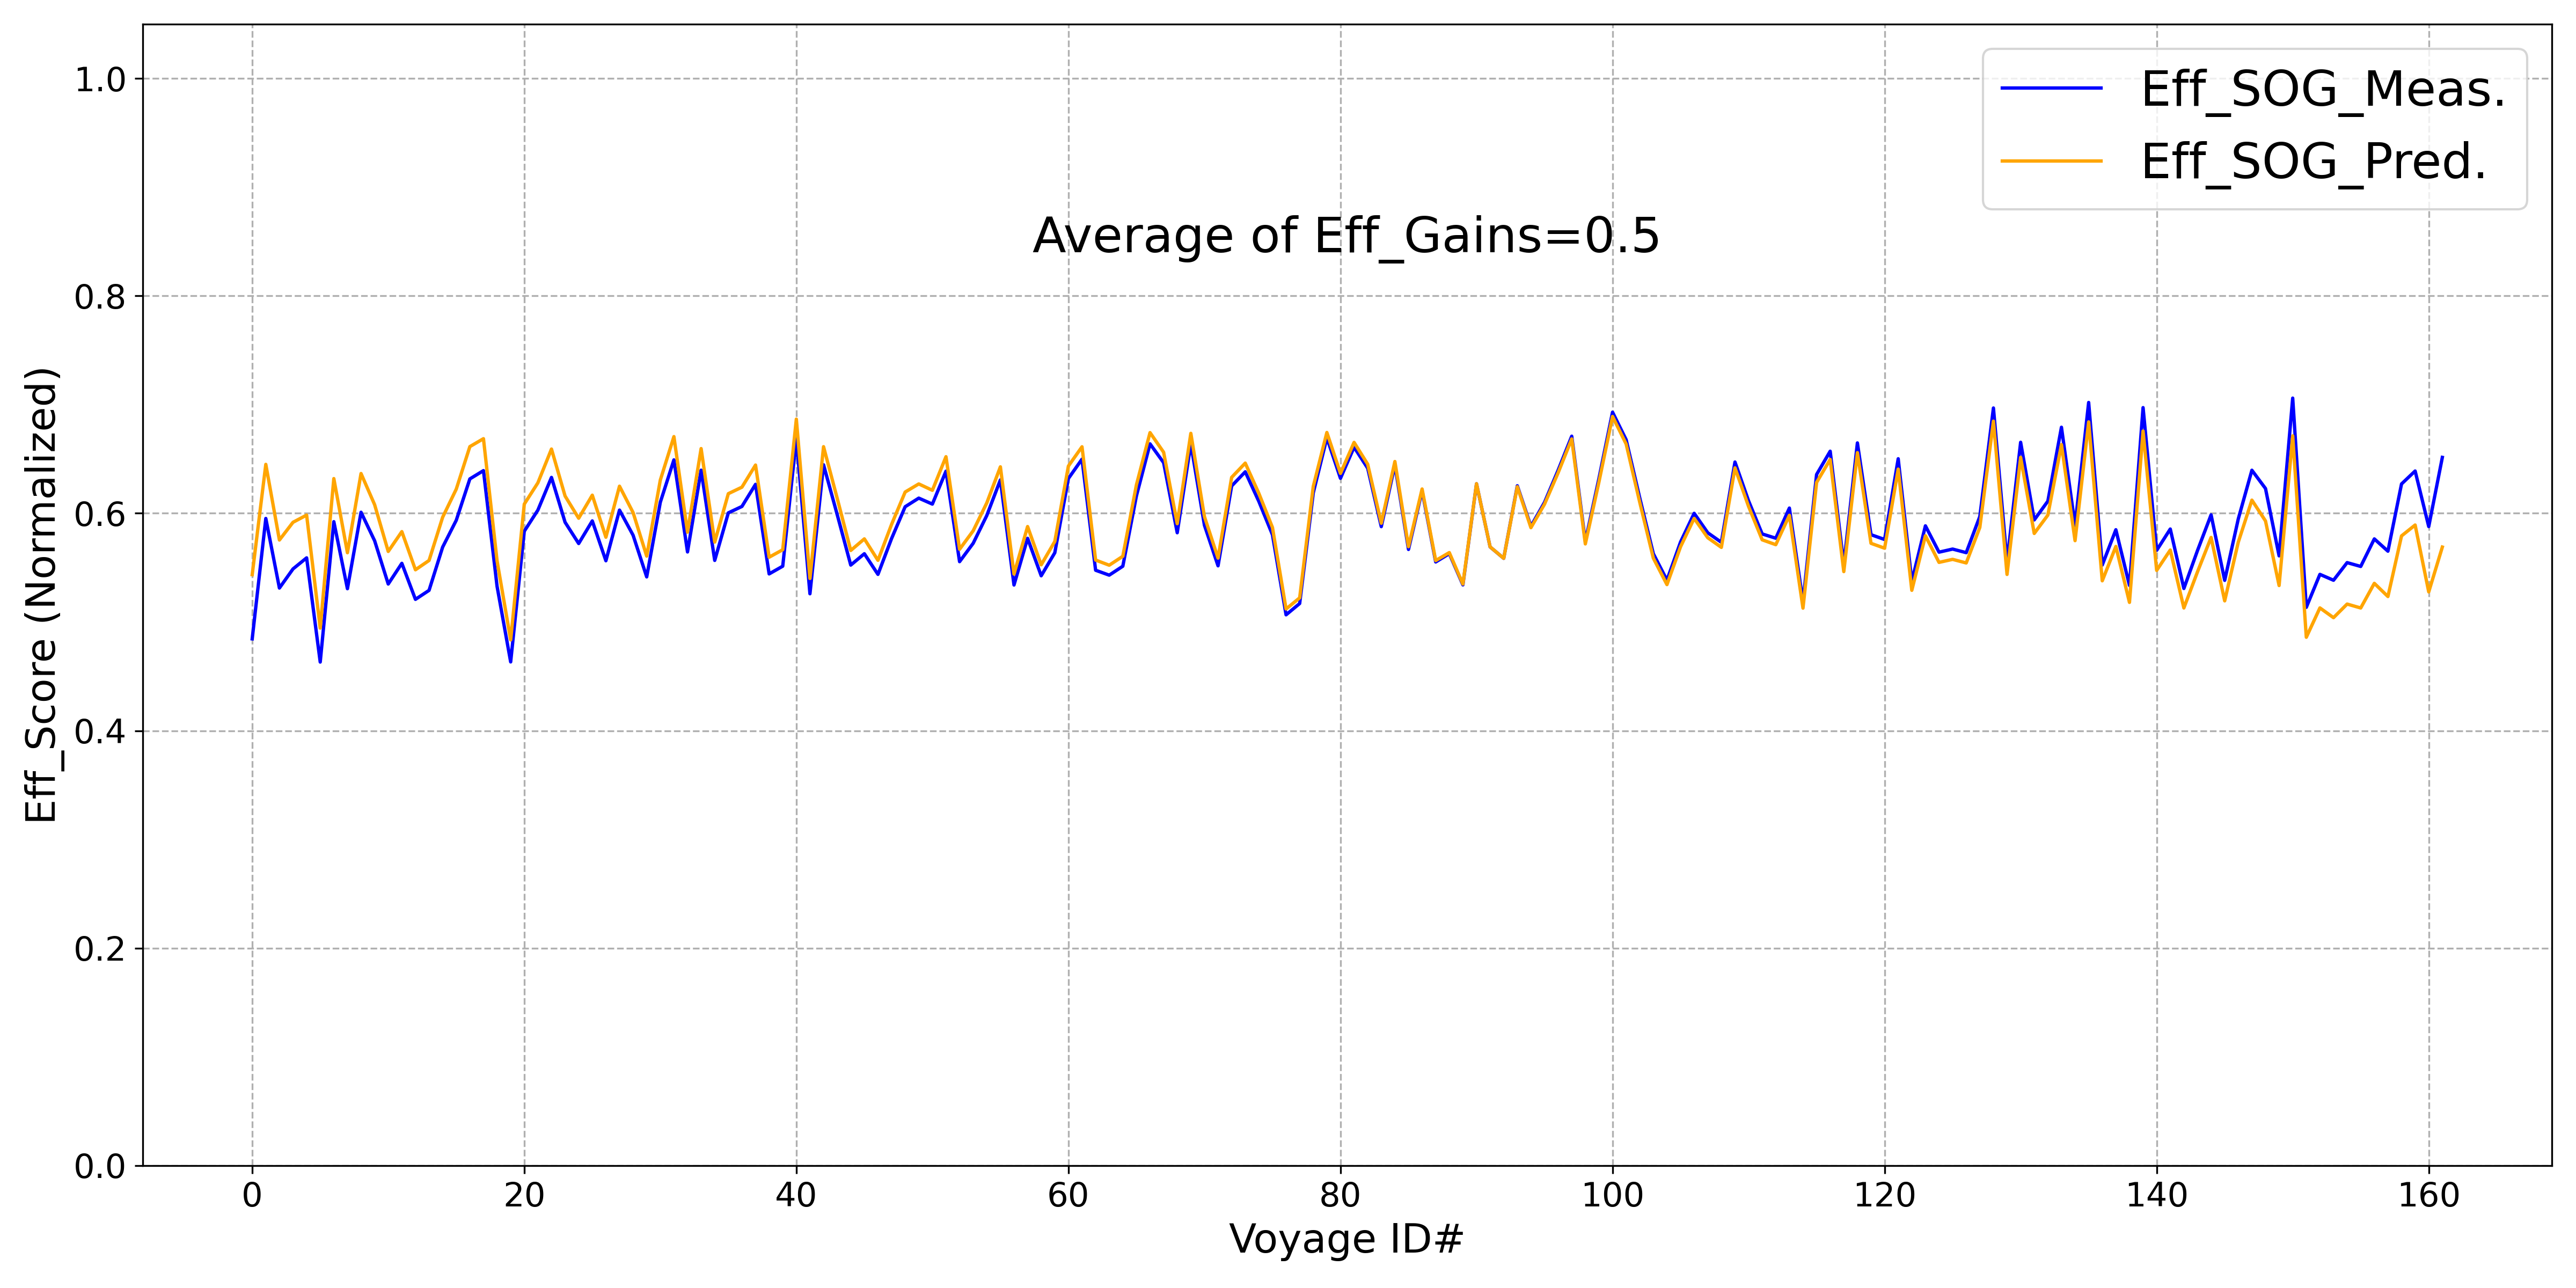 Eff_SOG_Meas.
Eff_SOG_Pred.
Average of Eff_Gains=0.5
Eff_Score (Normalized)
1.0
0.8
0.6
0.4
0.2
0.0
0 20 40 60 80 100 120 140 160
Voyage ID#